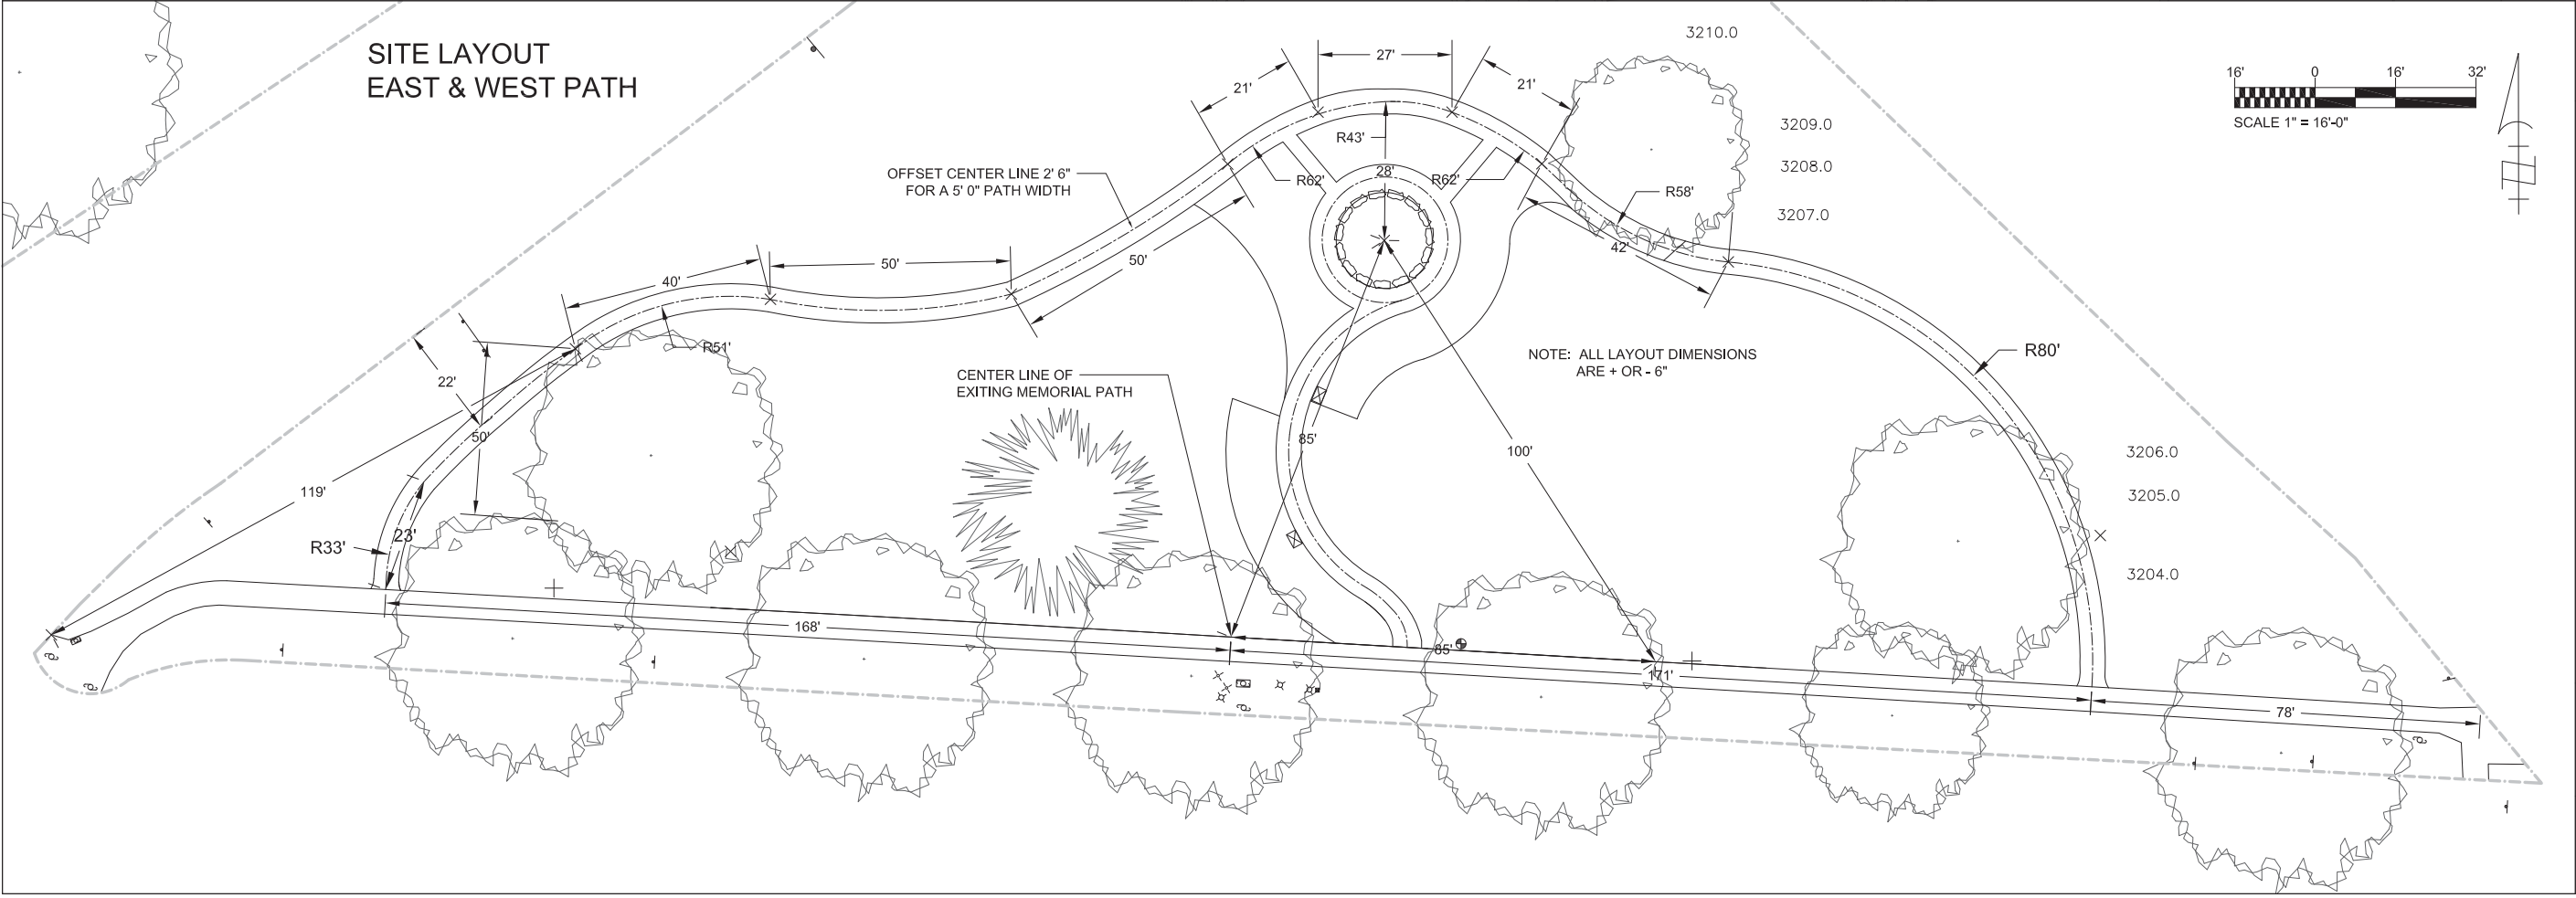 SITE LAYOUT
EAST & WEST PATH
3210.0
16' 0 16' 32'
SCALE 1" = 16'-0"
27'
21'
21'
3209.0
R43'
3208.0
OFFSET CENTER LINE 2' 6"
FOR A 5' 0" PATH WIDTH
28'
R62'
R62'
R58'
3207.0
42'
50'
50'
40'
R51'
22'
NOTE: ALL LAYOUT DIMENSIONS
ARE + OR - 6"
R80'
CENTER LINE OF
EXITING MEMORIAL PATH
50'
85'
100'
3206.0
119'
3205.0
R33'
23'
3204.0
168'
85'
171'
78'